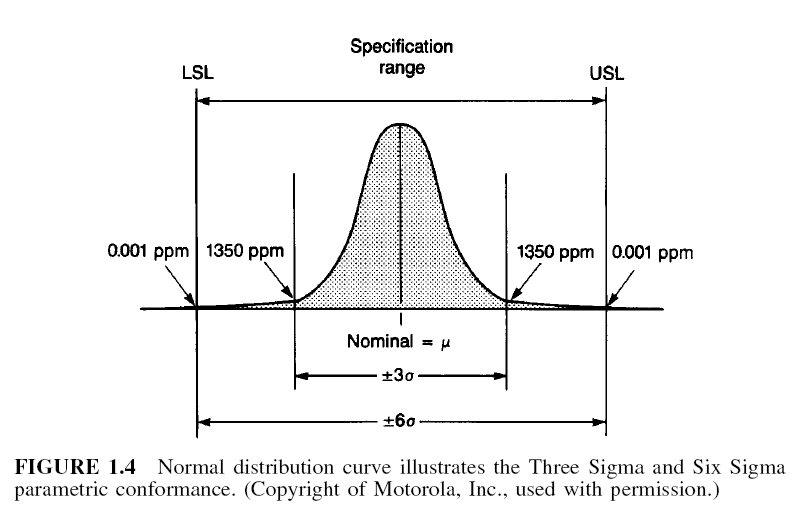 Specification
range
LSL
USL
0.001 ppm
1350 ppm
1350 ppm
0.001 ppm
Nominal = μ
±3σ
±6σ
FIGURE 1.4 Normal distribution curve illustrates the Three Sigma and Six Sigma
parametric conformance. (Copyright of Motorola, Inc., used with permission.)